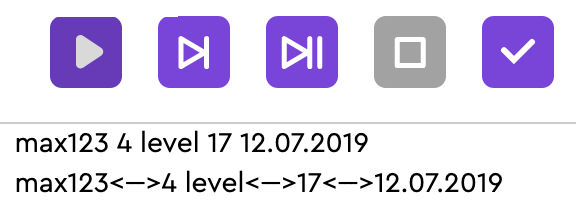 max123 4 level 17 12.07.2019
max123<—>4 level<—>17<—>12.07.2019